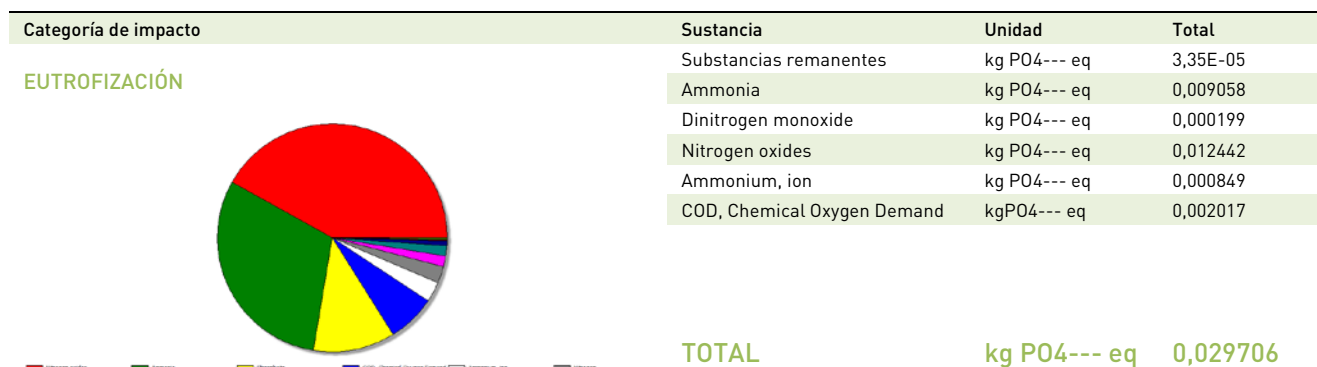 Categoría de impacto Sustancia Unidad Total
EUTROFIZACIÓN
Substancias remanentes kg PO4--- eq 3,35E-05
Ammonia kg PO4--- eq 0,009058
Dinitrogen monoxide kg PO4--- eq 0,000199
Nitrogen oxides kg PO4--- eq 0,012442
Ammonium, ion kg PO4--- eq 0,000849
COD, Chemical Oxygen Demand kgPO4--- eq 0,002017
TOTAL kg PO4--- eq 0,029706